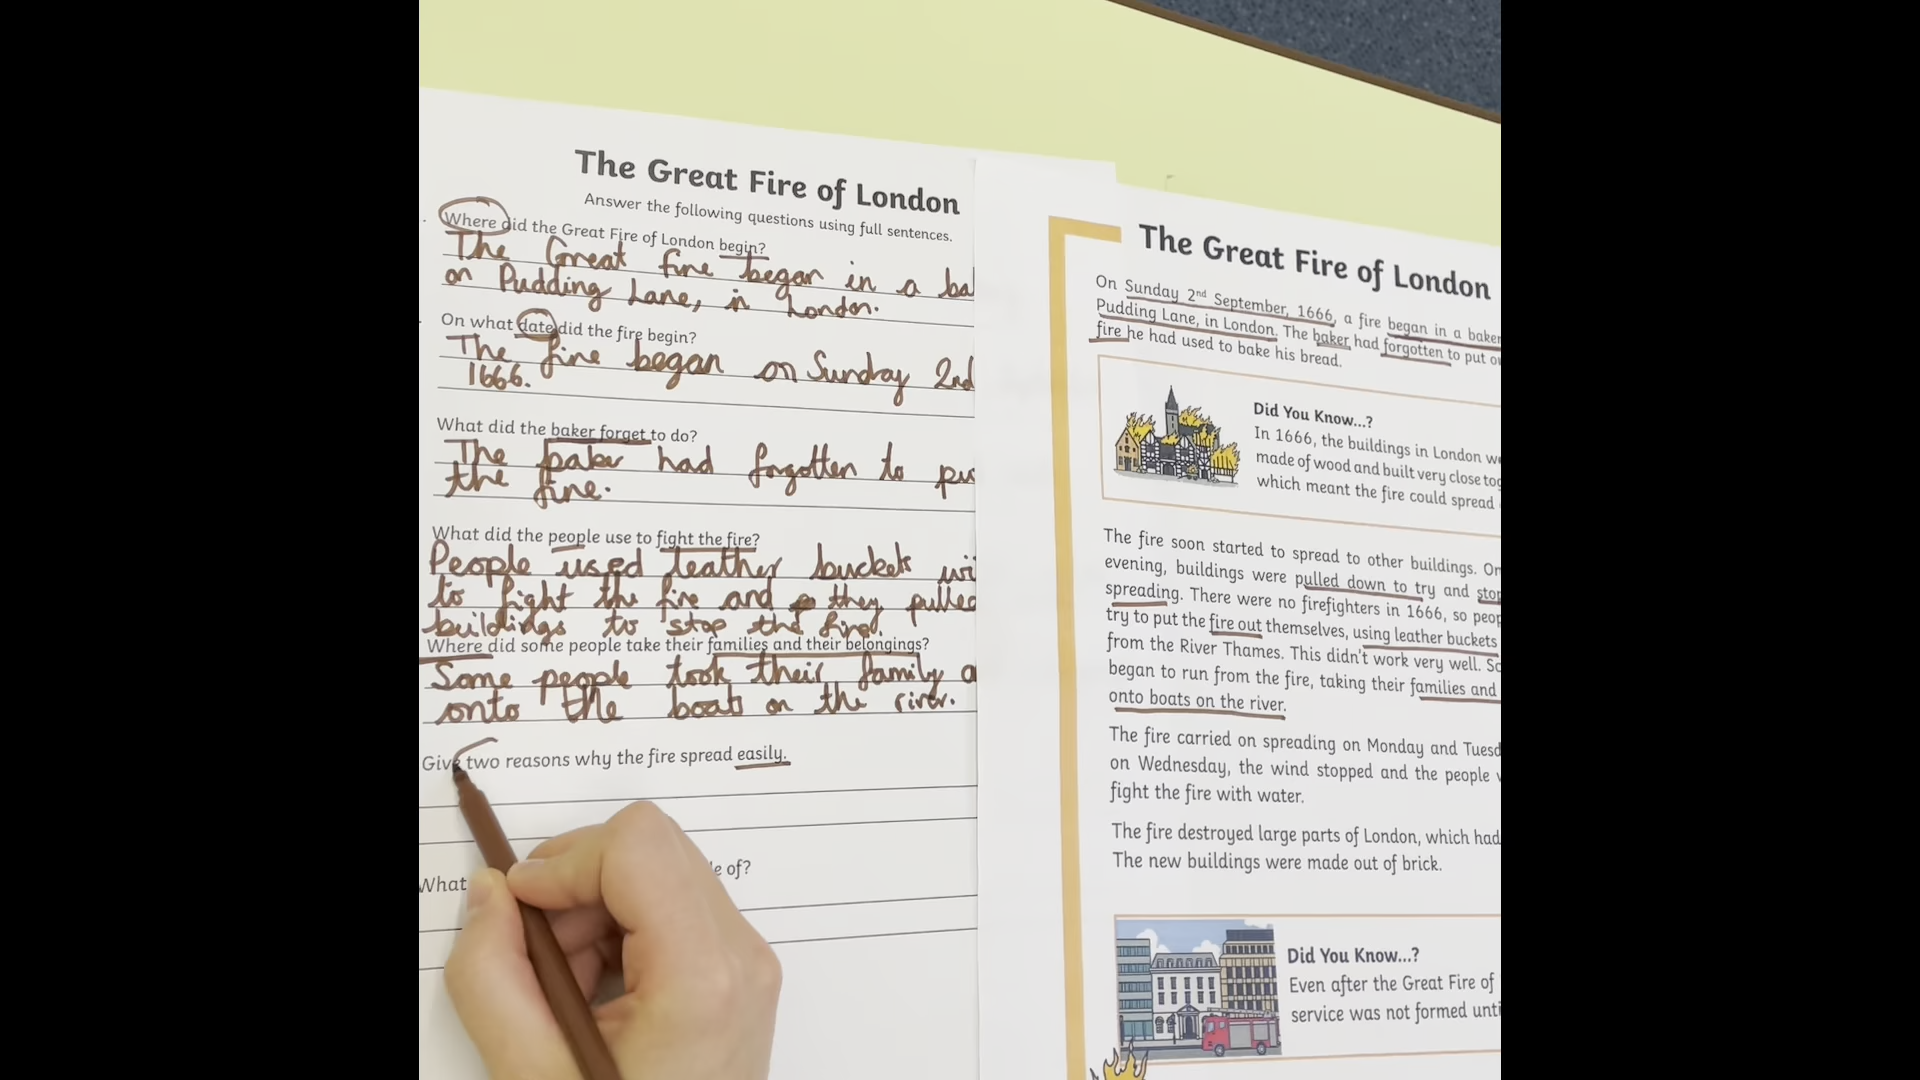 The Great Fire of London
Answer the following questions using full sentences.
Where did the Great Fire of London begin?
The Great fire began in a ba
on Pudding Lane, in London.
On what date did the fire begin?
The fire began on Sunday 2nd
1666.
What did the baker forget to do?
The baker had forgotten to pu
the fire.
What did the people use to fight the fire?
People used leather buckets wi
to fight the fire and they pulled
buildings to stop the fire.
Where did some people take their families and their belongings?
Some people took their family a
onto the boats on the river.
Give two reasons why the fire spread easily.
What
e of?
The Great Fire of London
On Sunday 2nd September, 1666, a fire began in a baker
Pudding Lane, in London. The baker had forgotten to put o
fire he had used to bake his bread.
Did You Know...?
In 1666, the buildings in London we
made of wood and built very close tog
which meant the fire could spread
The fire soon started to spread to other buildings. On
evening, buildings were pulled down to try and stop
spreading. There were no firefighters in 1666, so peop
try to put the fire out themselves, using leather buckets
from the River Thames. This didn't work very well. So
began to run from the fire, taking their families and
onto boats on the river.
The fire carried on spreading on Monday and Tuesd
on Wednesday, the wind stopped and the people w
fight the fire with water.
The fire destroyed large parts of London, which had
The new buildings were made out of brick.
Did You Know...?
Even after the Great Fire of
service was not formed unti